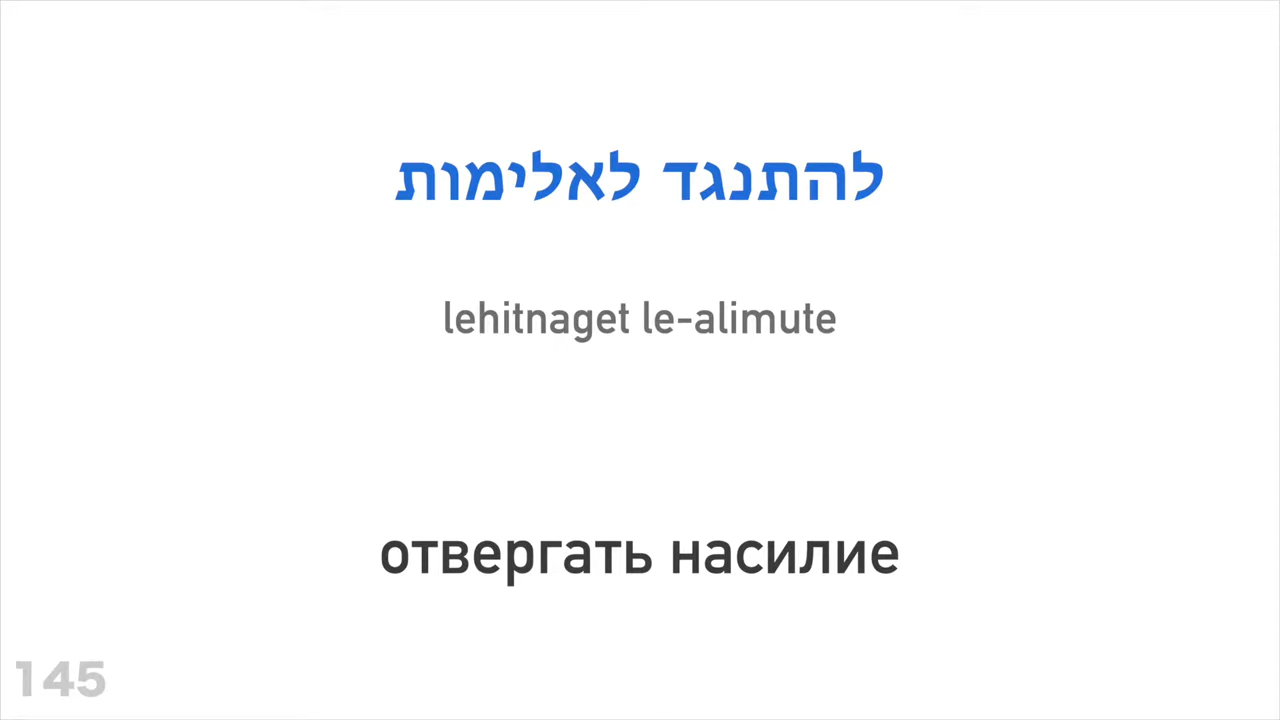 להתנגד לאלימות
lehitnaget le-alimute
отвергать насилие
145